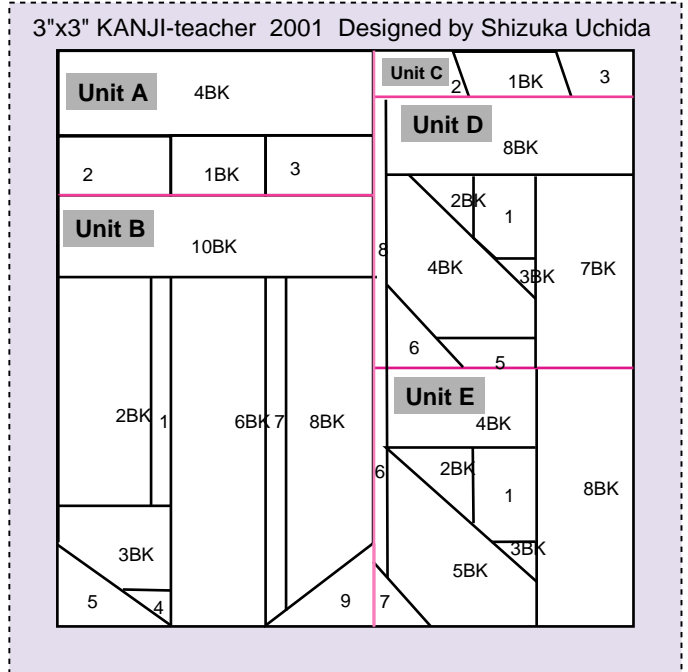 3"x3" KANJI-teacher 2001 Designed by Shizuka Uchida
Unit A
4BK
2
1BK
3
Unit B
10BK
2BK
1
6BK
7
8BK
3BK
5
4
9
Unit C
2
1BK
3
Unit D
8BK
8
2BK
1
4BK
3BK
7BK
6
5
Unit E
4BK
6
2BK
1
8BK
3BK
5BK
7